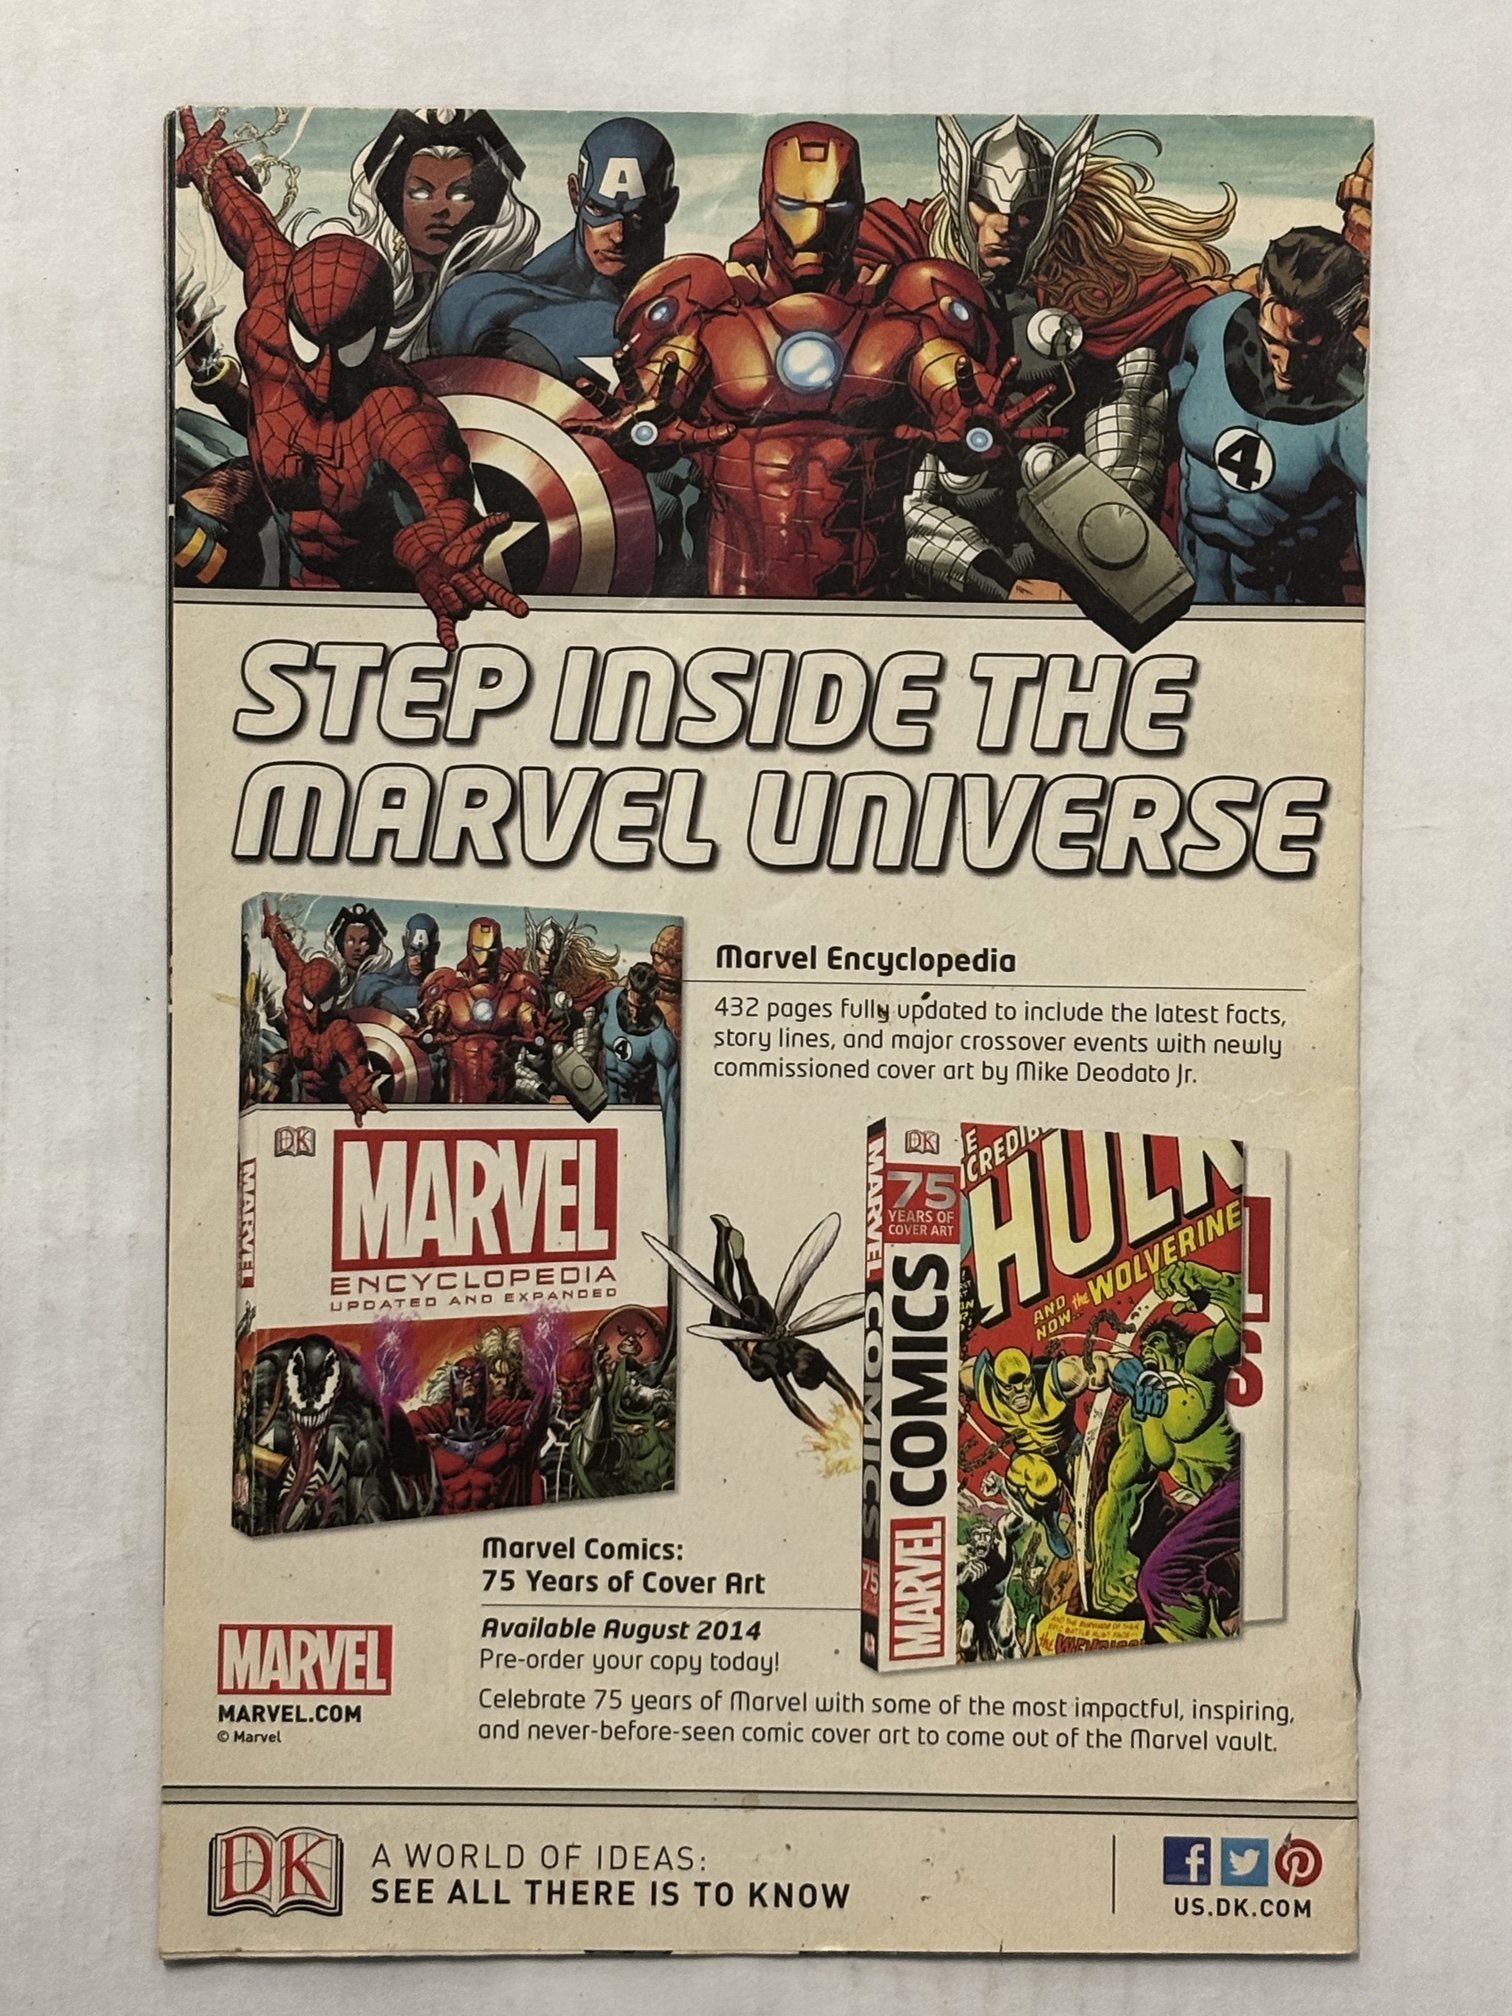 A
4
STEP INSIDE THE
MARVEL UNIVERSE
A
4
DK
MARVEL
MARVEL
ENCYCLOPEDIA
UPDATED AND EXPANDED
Marvel Encyclopedia
432 pages fully updated to include the latest facts,
story lines, and major crossover events with newly
commissioned cover art by Mike Deodato Jr.
MARVEL COMICS
75
DK
75
YEARS OF
COVER ART
MARVEL COMICS
CREDIB
HULK
AND
NOW... the WOLVERINE
Marvel Comics:
75 Years of Cover Art
Available August 2014
Pre-order your copy today!
Celebrate 75 years of Marvel with some of the most impactful, inspiring,
and never-before-seen comic cover art to come out of the Marvel vault.
MARVEL
MARVEL.COM
© Marvel
DK
A WORLD OF IDEAS:
SEE ALL THERE IS TO KNOW
f
US.DK.COM